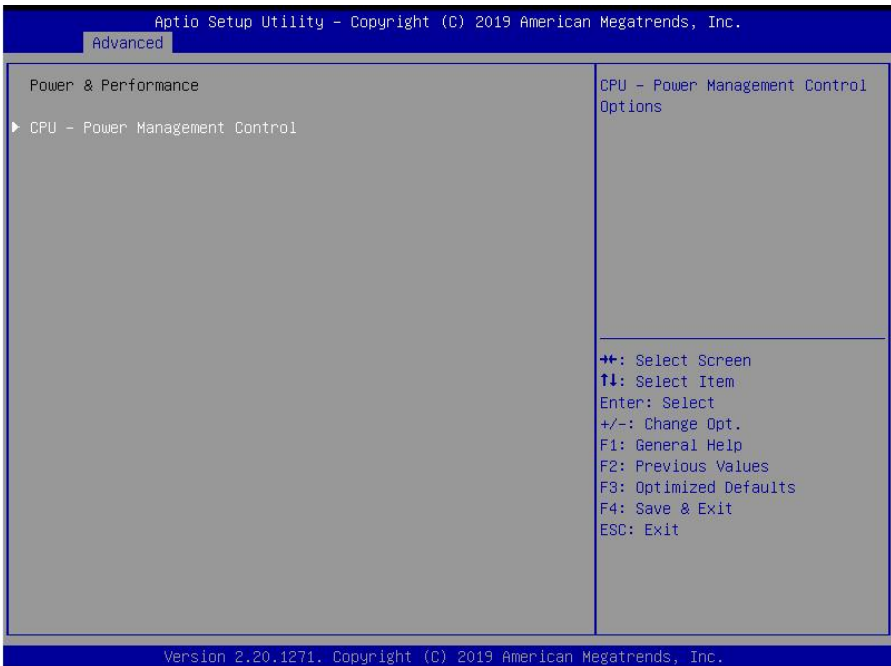 Aptio Setup Utility – Copyright (C) 2019 American Megatrends, Inc.
Advanced
Power & Performance
CPU – Power Management Control
CPU – Power Management Control
Options
→←: Select Screen
↑↓: Select Item
Enter: Select
+/-: Change Opt.
F1: General Help
F2: Previous Values
F3: Optimized Defaults
F4: Save & Exit
ESC: Exit
Version 2.20.1271. Copyright (C) 2019 American Megatrends, Inc.